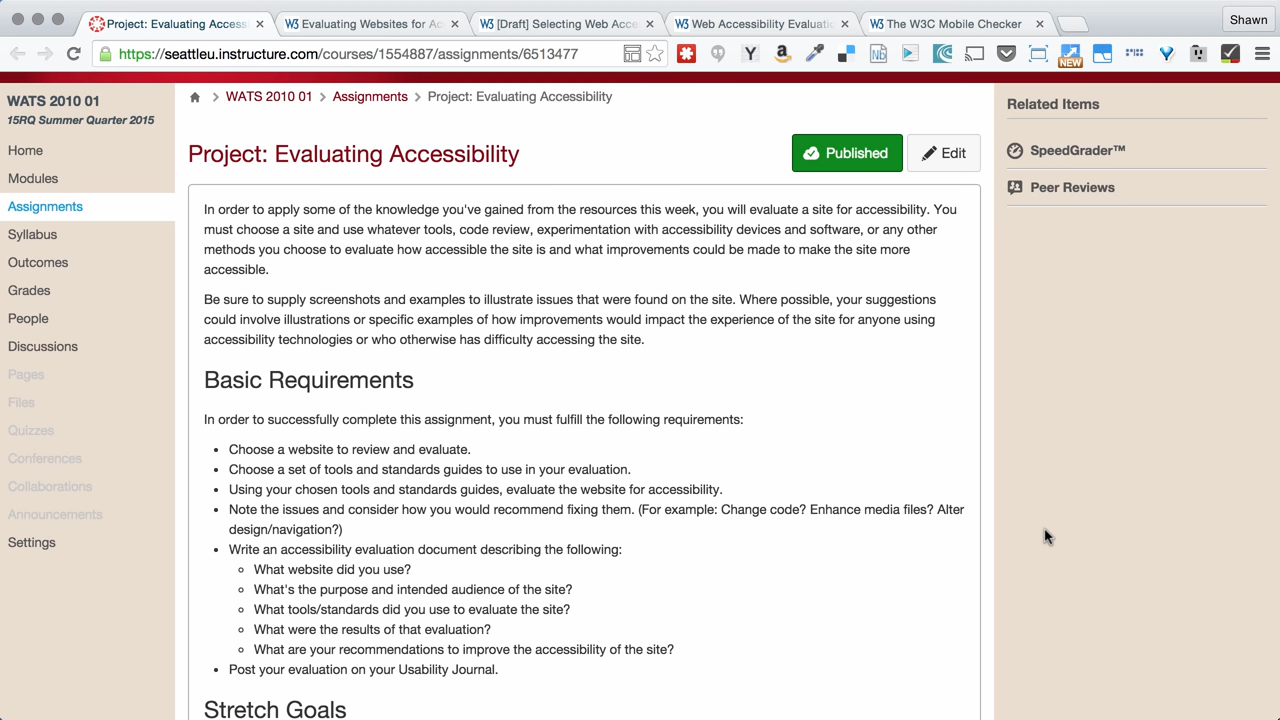 Project: Evaluating Access
Evaluating Websites for Ac
[Draft] Selecting Web Acce
Web Accessibility Evaluati
The W3C Mobile Checker
Shawn
https://seattleu.instructure.com/courses/1554887/assignments/6513477
NEW
WATS 2010 01
15RQ Summer Quarter 2015
Home
Modules
Assignments
Syllabus
Outcomes
Grades
People
Discussions
Pages
Files
Quizzes
Conferences
Collaborations
Announcements
Settings
WATS 2010 01 > Assignments > Project: Evaluating Accessibility
Project: Evaluating Accessibility
Published
Edit
In order to apply some of the knowledge you've gained from the resources this week, you will evaluate a site for accessibility. You
must choose a site and use whatever tools, code review, experimentation with accessibility devices and software, or any other
methods you choose to evaluate how accessible the site is and what improvements could be made to make the site more
accessible.
Be sure to supply screenshots and examples to illustrate issues that were found on the site. Where possible, your suggestions
could involve illustrations or specific examples of how improvements would impact the experience of the site for anyone using
accessibility technologies or who otherwise has difficulty accessing the site.
Basic Requirements
In order to successfully complete this assignment, you must fulfill the following requirements:
• Choose a website to review and evaluate.
• Choose a set of tools and standards guides to use in your evaluation.
• Using your chosen tools and standards guides, evaluate the website for accessibility.
• Note the issues and consider how you would recommend fixing them. (For example: Change code? Enhance media files? Alter
design/navigation?)
• Write an accessibility evaluation document describing the following:
◦ What website did you use?
◦ What's the purpose and intended audience of the site?
◦ What tools/standards did you use to evaluate the site?
◦ What were the results of that evaluation?
◦ What are your recommendations to improve the accessibility of the site?
• Post your evaluation on your Usability Journal.
Stretch Goals
Related Items
SpeedGrader™
Peer Reviews